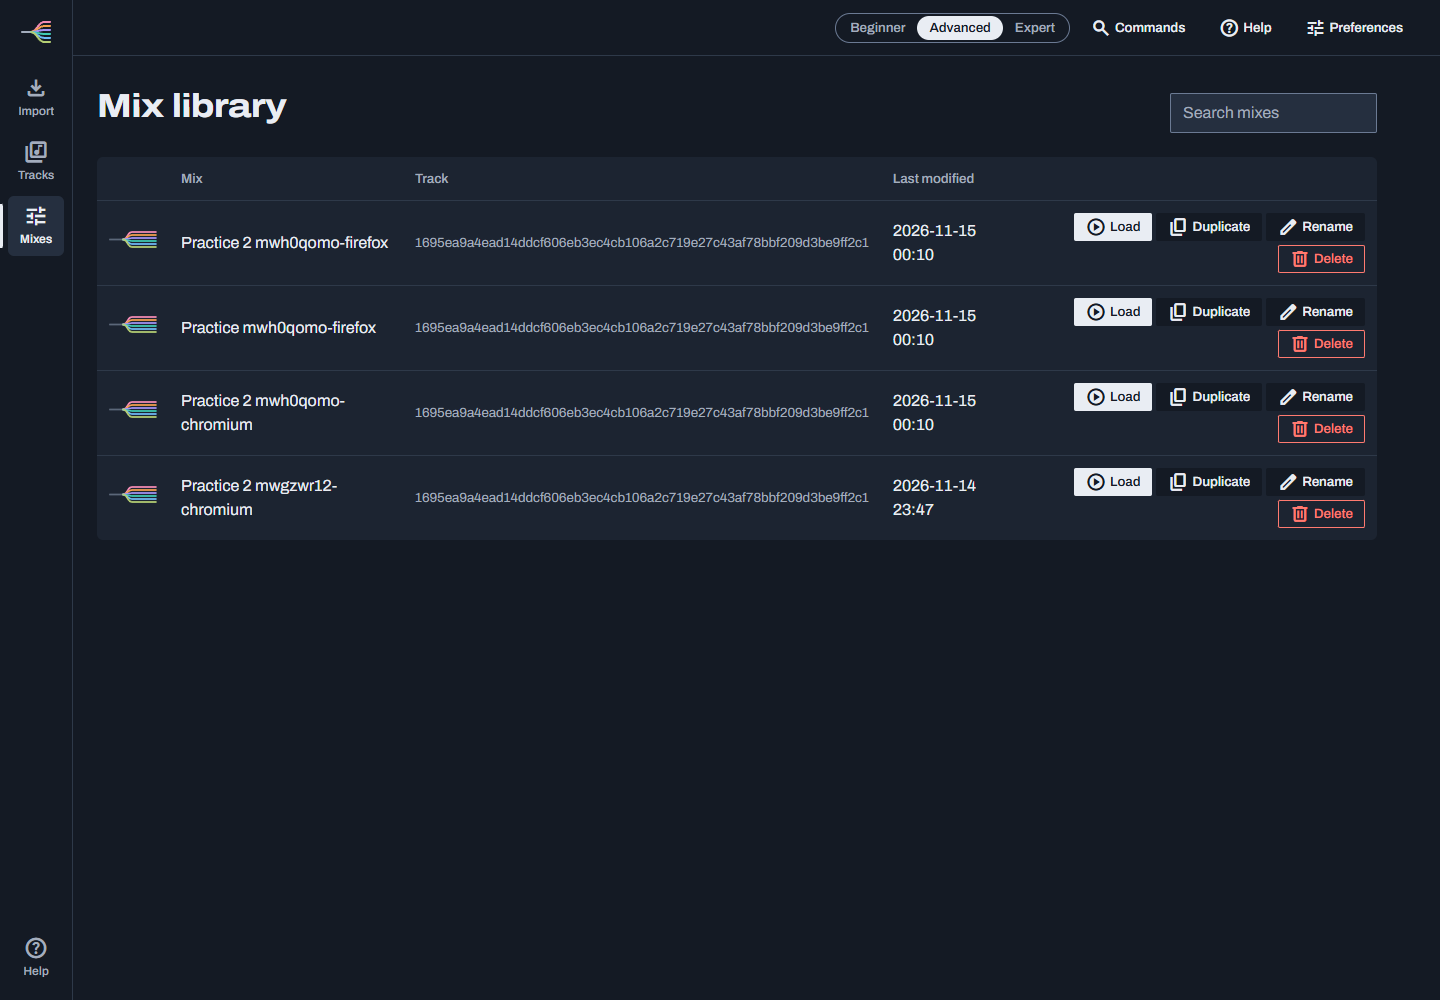 Beginner Advanced Expert Commands Help Preferences
Import
Tracks
Mixes
Help
Mix library
Search mixes
Mix Track Last modified
Practice 2 mwh0qomo-firefox 1695ea9a4ead14ddcf606eb3ec4cb106a2c719e27c43af78bbf209d3be9ff2c1 2026-11-15 00:10 Load Duplicate Rename Delete
Practice mwh0qomo-firefox 1695ea9a4ead14ddcf606eb3ec4cb106a2c719e27c43af78bbf209d3be9ff2c1 2026-11-15 00:10 Load Duplicate Rename Delete
Practice 2 mwh0qomo-chromium 1695ea9a4ead14ddcf606eb3ec4cb106a2c719e27c43af78bbf209d3be9ff2c1 2026-11-15 00:10 Load Duplicate Rename Delete
Practice 2 mwgzwr12-chromium 1695ea9a4ead14ddcf606eb3ec4cb106a2c719e27c43af78bbf209d3be9ff2c1 2026-11-14 23:47 Load Duplicate Rename Delete